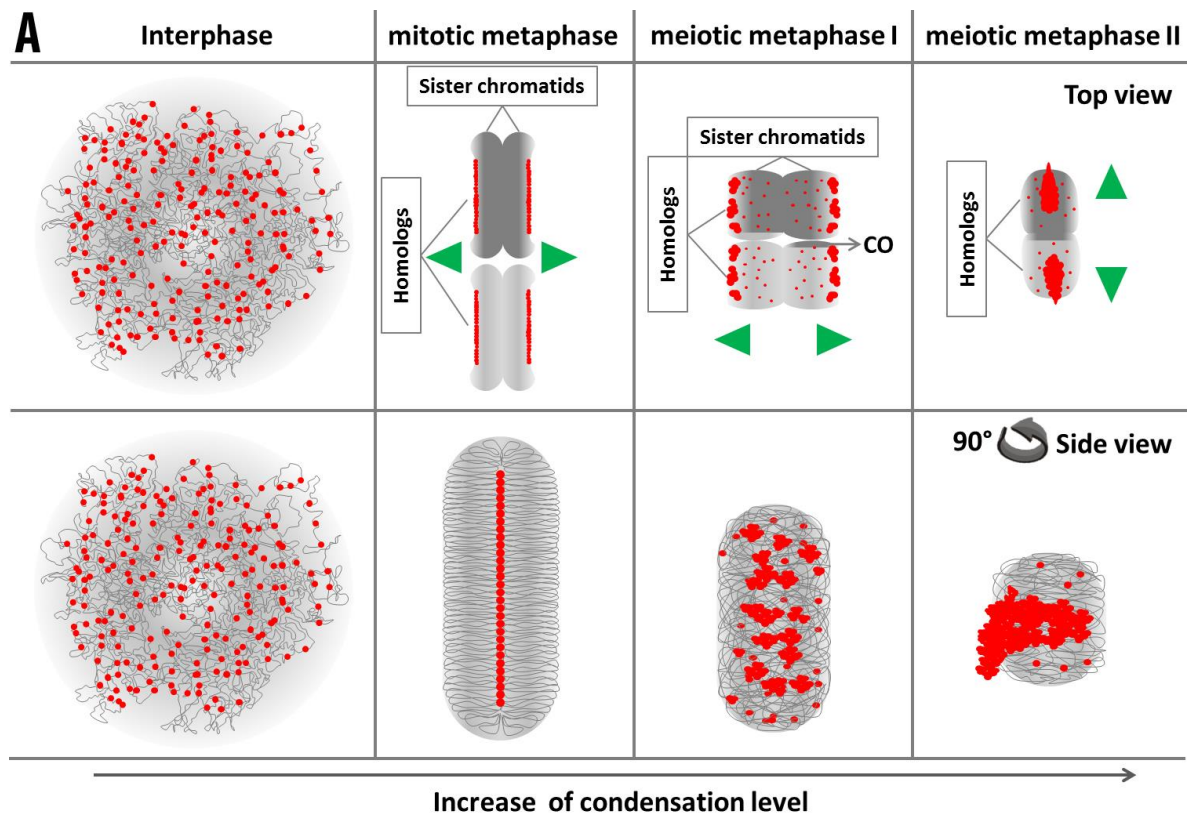 A
Interphase
mitotic metaphase
meiotic metaphase I
meiotic metaphase II
Sister chromatids
Homologs
Sister chromatids
Homologs
CO
Top view
Homologs
90° Side view
Increase of condensation level